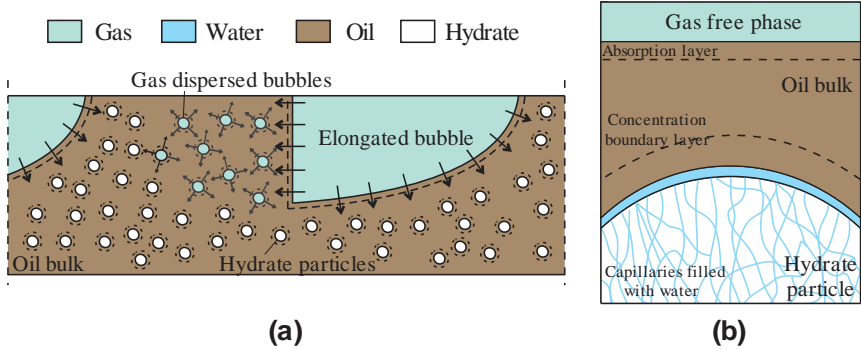 Gas
Water
Oil
Hydrate
Gas dispersed bubbles
Elongated bubble
Oil bulk
Hydrate particles
(a)
Gas free phase
Absorption layer
Oil bulk
Concentration
boundary layer
Capillaries filled
with water
Hydrate
particle
(b)